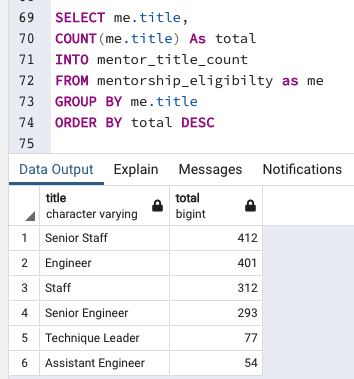 69 SELECT me.title,
70 COUNT(me.title) As total
71 INTO mentor_title_count
72 FROM mentorship_eligibilty as me
73 GROUP BY me.title
74 ORDER BY total DESC
75
Data Output Explain Messages Notifications
title total
character varying bigint
1 Senior Staff 412
2 Engineer 401
3 Staff 312
4 Senior Engineer 293
5 Technique Leader 77
6 Assistant Engineer 54